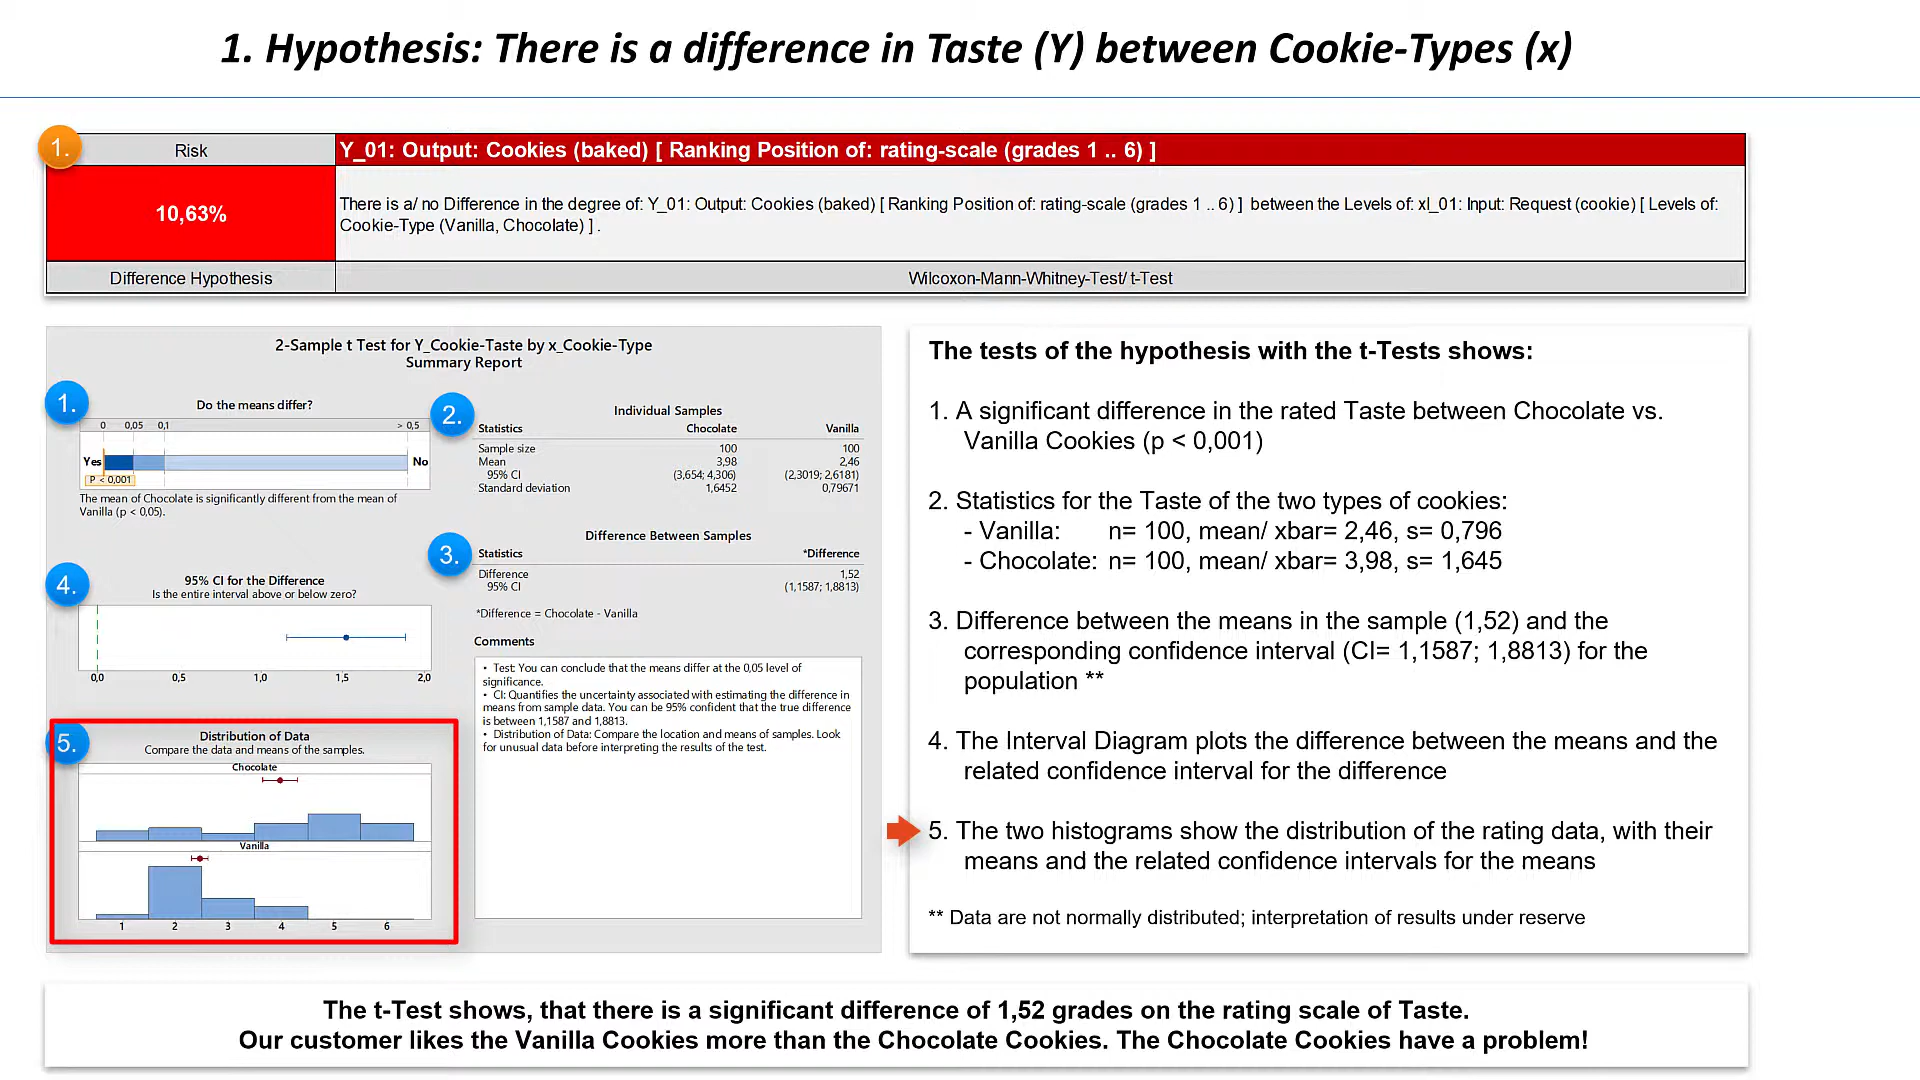 1. Hypothesis: There is a difference in Taste (Y) between Cookie-Types (x)
1.
Risk
Y_01: Output: Cookies (baked) [ Ranking Position of: rating-scale (grades 1 .. 6) ]
10,63%
There is a/ no Difference in the degree of: Y_01: Output: Cookies (baked) [ Ranking Position of: rating-scale (grades 1 .. 6) ]  between the Levels of: xI_01: Input: Request (cookie) [ Levels of:
Cookie-Type (Vanilla, Chocolate) ] .
Difference Hypothesis
Wilcoxon-Mann-Whitney-Test/ t-Test
2-Sample t Test for Y_Cookie-Taste by x_Cookie-Type
Summary Report
1.
Do the means differ?
0 0,05 0,1 > 0,5
Yes No
P < 0,001
The mean of Chocolate is significantly different from the mean of
Vanilla (p < 0,05).
2.
Individual Samples
Statistics Chocolate Vanilla
Sample size 100 100
Mean 3,98 2,46
95% CI (3,654; 4,306) (2,3019; 2,6181)
Standard deviation 1,6452 0,79671
3.
Difference Between Samples
Statistics *Difference
Difference 1,52
95% CI (1,1587; 1,8813)
*Difference = Chocolate - Vanilla
4.
95% CI for the Difference
Is the entire interval above or below zero?
0,0 0,5 1,0 1,5 2,0
Comments
• Test: You can conclude that the means differ at the 0,05 level of
significance.
• CI: Quantifies the uncertainty associated with estimating the difference in
means from sample data. You can be 95% confident that the true difference
is between 1,1587 and 1,8813.
• Distribution of Data: Compare the location and means of samples. Look
for unusual data before interpreting the results of the test.
5.
Distribution of Data
Compare the data and means of the samples.
Chocolate
Vanilla
1 2 3 4 5 6
The tests of the hypothesis with the t-Tests shows:
1. A significant difference in the rated Taste between Chocolate vs.
Vanilla Cookies (p < 0,001)
2. Statistics for the Taste of the two types of cookies:
- Vanilla: n= 100, mean/ xbar= 2,46, s= 0,796
- Chocolate: n= 100, mean/ xbar= 3,98, s= 1,645
3. Difference between the means in the sample (1,52) and the
corresponding confidence interval (CI= 1,1587; 1,8813) for the
population **
4. The Interval Diagram plots the difference between the means and the
related confidence interval for the difference
5. The two histograms show the distribution of the rating data, with their
means and the related confidence intervals for the means
** Data are not normally distributed; interpretation of results under reserve
The t-Test shows, that there is a significant difference of 1,52 grades on the rating scale of Taste.
Our customer likes the Vanilla Cookies more than the Chocolate Cookies. The Chocolate Cookies have a problem!